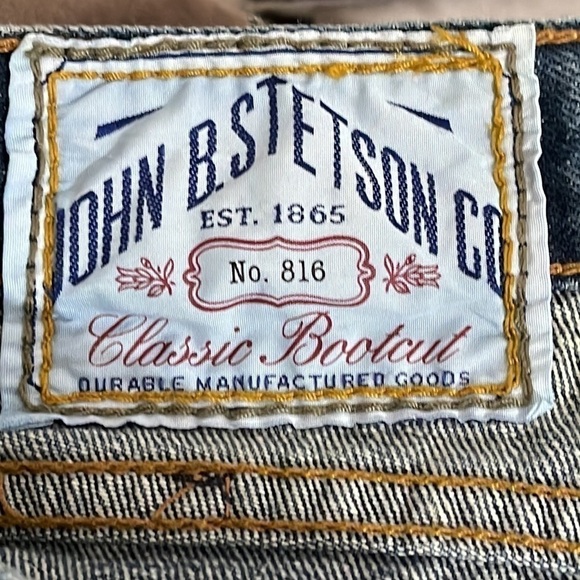 JOHN B. STETSON CO
EST. 1865
No. 816
Classic Bootcut
DURABLE MANUFACTURED GOODS